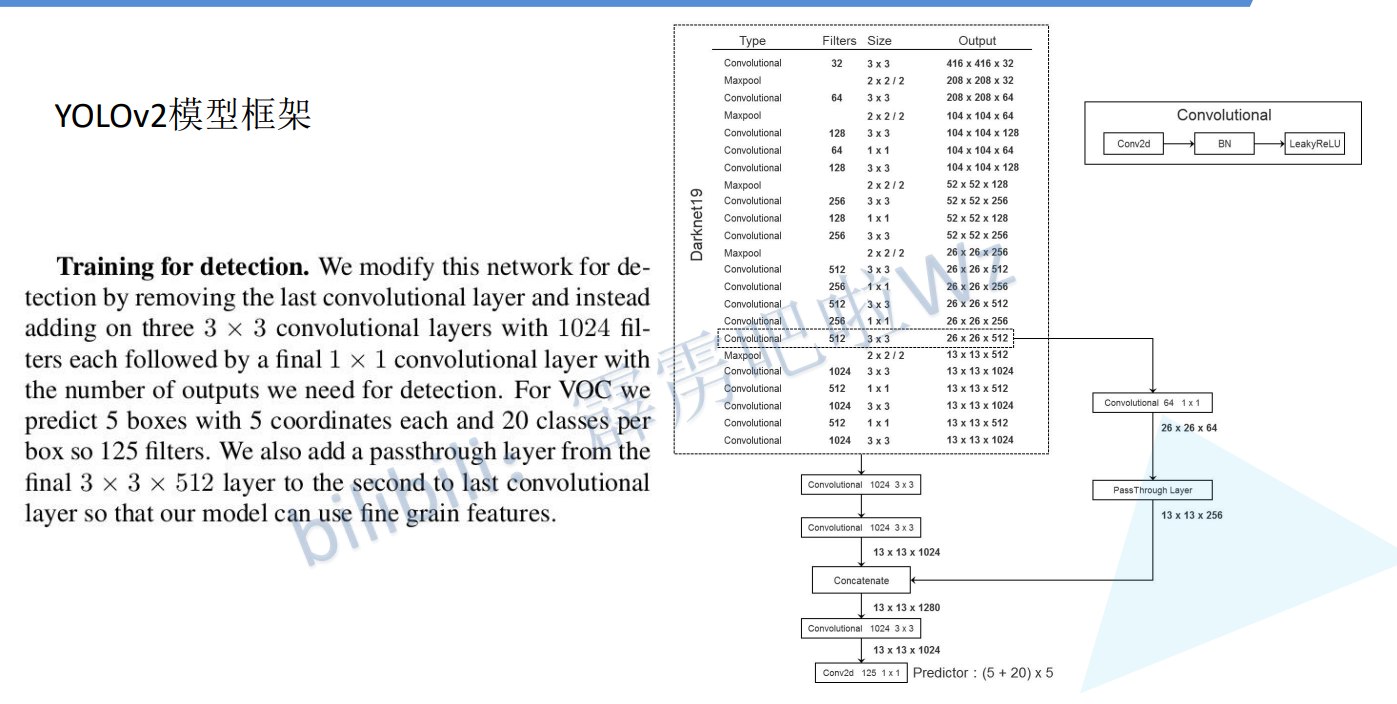 YOLOv2模型框架
Training for detection. We modify this network for de-
tection by removing the last convolutional layer and instead
adding on three 3 × 3 convolutional layers with 1024 fil-
ters each followed by a final 1 × 1 convolutional layer with
the number of outputs we need for detection. For VOC we
predict 5 boxes with 5 coordinates each and 20 classes per
box so 125 filters. We also add a passthrough layer from the
final 3 × 3 × 512 layer to the second to last convolutional
layer so that our model can use fine grain features.
Darknet19
Type Filters Size Output
Convolutional 32 3 x 3 416 x 416 x 32
Maxpool 2 x 2 / 2 208 x 208 x 32
Convolutional 64 3 x 3 208 x 208 x 64
Maxpool 2 x 2 / 2 104 x 104 x 64
Convolutional 128 3 x 3 104 x 104 x 128
Convolutional 64 1 x 1 104 x 104 x 64
Convolutional 128 3 x 3 104 x 104 x 128
Maxpool 2 x 2 / 2 52 x 52 x 128
Convolutional 256 3 x 3 52 x 52 x 256
Convolutional 128 1 x 1 52 x 52 x 128
Convolutional 256 3 x 3 52 x 52 x 256
Maxpool 2 x 2 / 2 26 x 26 x 256
Convolutional 512 3 x 3 26 x 26 x 512
Convolutional 256 1 x 1 26 x 26 x 256
Convolutional 512 3 x 3 26 x 26 x 512
Convolutional 256 1 x 1 26 x 26 x 256
Convolutional 512 3 x 3 26 x 26 x 512
Maxpool 2 x 2 / 2 13 x 13 x 512
Convolutional 1024 3 x 3 13 x 13 x 1024
Convolutional 512 1 x 1 13 x 13 x 512
Convolutional 1024 3 x 3 13 x 13 x 1024
Convolutional 512 1 x 1 13 x 13 x 512
Convolutional 1024 3 x 3 13 x 13 x 1024
Convolutional
Conv2d BN LeakyReLU
Convolutional 64 1 x 1
26 x 26 x 64
PassThrough Layer
13 x 13 x 256
Convolutional 1024 3 x 3
Convolutional 1024 3 x 3
13 x 13 x 1024
Concatenate
13 x 13 x 1280
Convolutional 1024 3 x 3
13 x 13 x 1024
Conv2d 125 1 x 1 Predictor：(5 + 20) x 5
bilibili：霹雳吧啦Wz